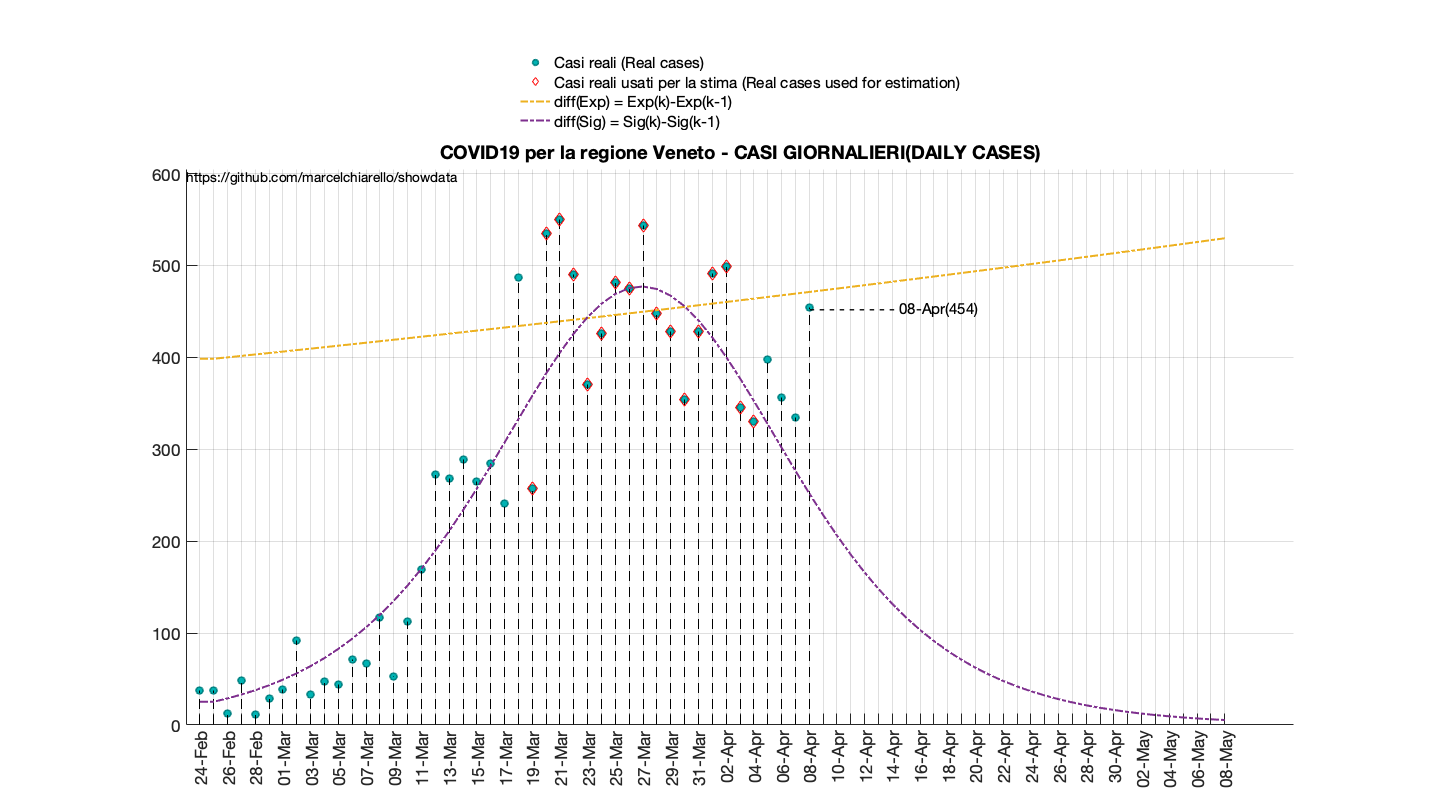 Casi reali (Real cases)
Casi reali usati per la stima (Real cases used for estimation)
diff(Exp) = Exp(k)-Exp(k-1)
diff(Sig) = Sig(k)-Sig(k-1)
COVID19 per la regione Veneto - CASI GIORNALIERI(DAILY CASES)
600
https://github.com/marcelchiarello/showdata
500
08-Apr(454)
400
300
200
100
0
24-Feb
26-Feb
28-Feb
01-Mar
03-Mar
05-Mar
07-Mar
09-Mar
11-Mar
13-Mar
15-Mar
17-Mar
19-Mar
21-Mar
23-Mar
25-Mar
27-Mar
29-Mar
31-Mar
02-Apr
04-Apr
06-Apr
08-Apr
10-Apr
12-Apr
14-Apr
16-Apr
18-Apr
20-Apr
22-Apr
24-Apr
26-Apr
28-Apr
30-Apr
02-May
04-May
06-May
08-May